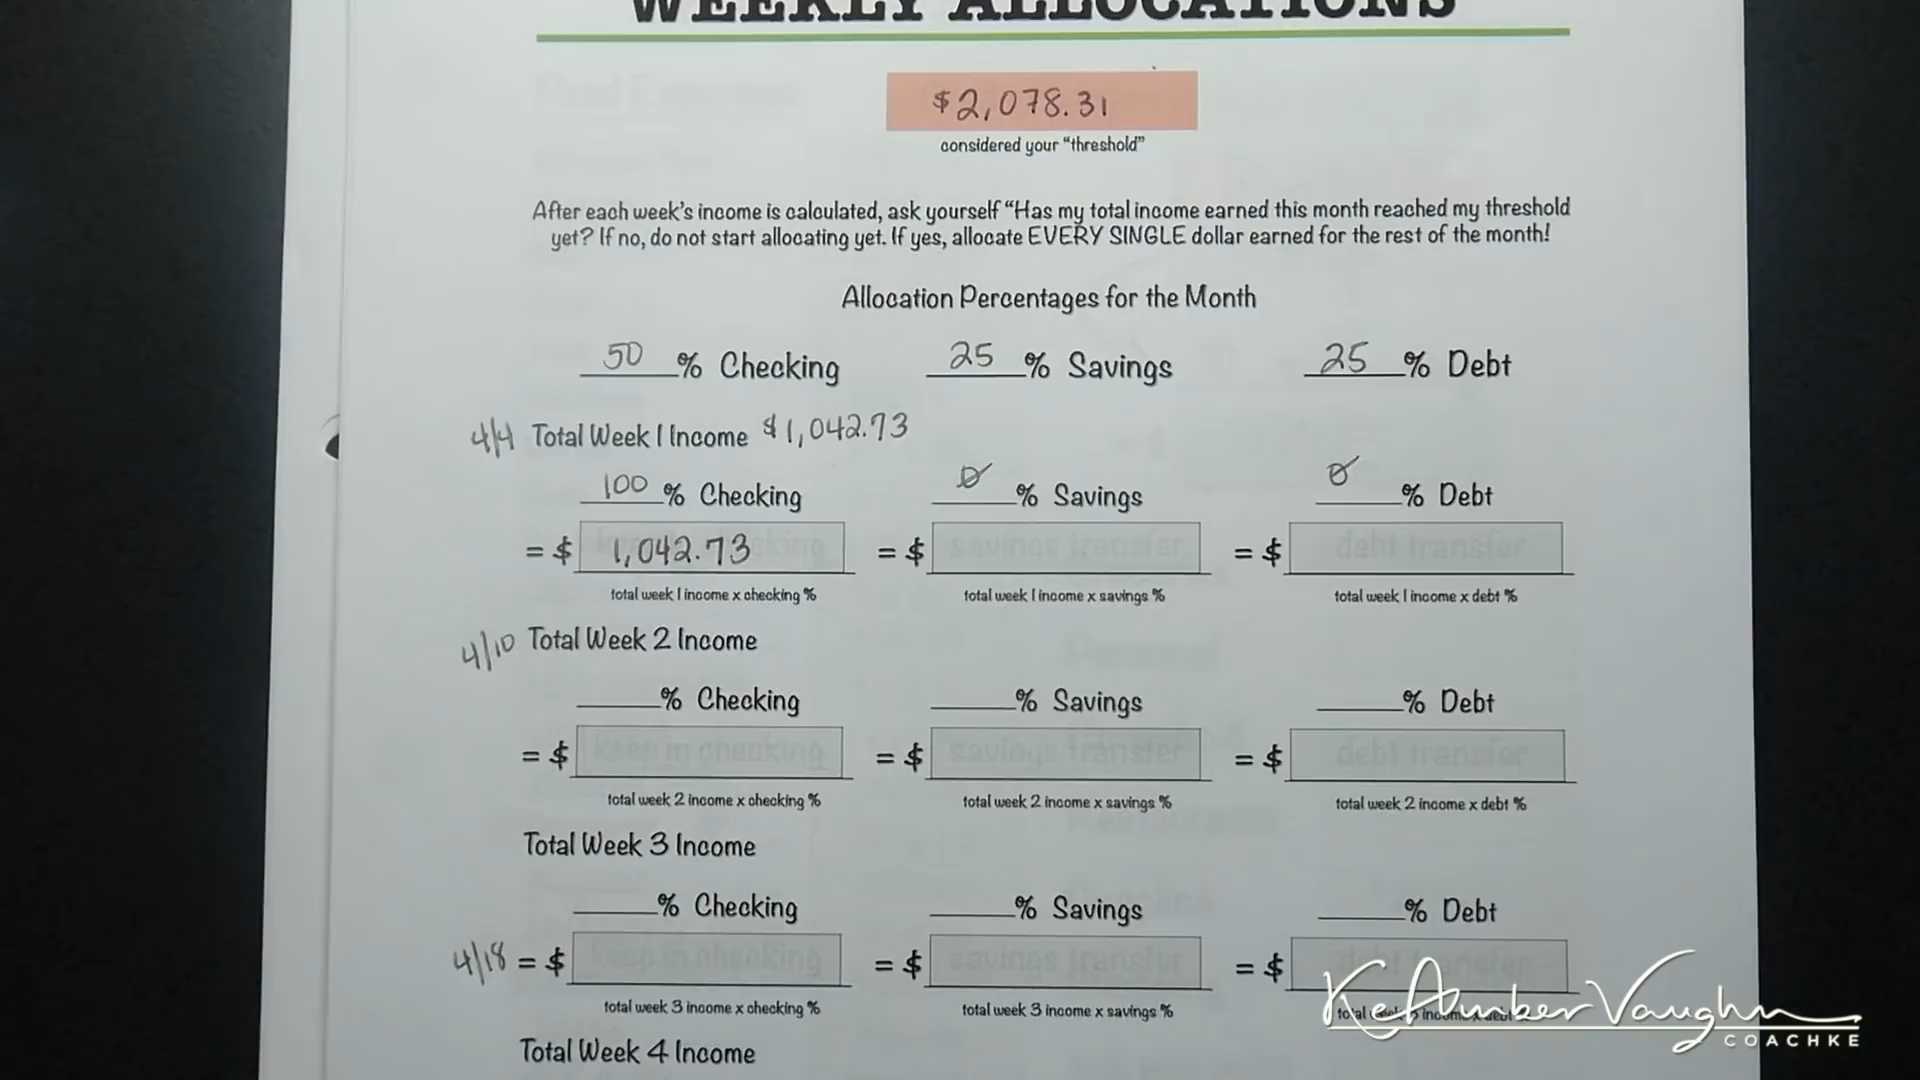 WEEKLY ALLOCATIONS
$2,078.31
considered your “threshold”
After each week's income is calculated, ask yourself “Has my total income earned this month reached my threshold
yet? If no, do not start allocating yet. If yes, allocate EVERY SINGLE dollar earned for the rest of the month!
Allocation Percentages for the Month
50 % Checking 25 % Savings 25 % Debt
4/4 Total Week 1 Income $1,042.73
100 % Checking 0 % Savings 0 % Debt
= $ 1,042.73 = $ savings transfer = $ debt transfer
total week 1 income x checking % total week 1 income x savings % total week 1 income x debt %
4/10 Total Week 2 Income
% Checking % Savings % Debt
= $ keep in checking = $ savings transfer = $ debt transfer
total week 2 income x checking % total week 2 income x savings % total week 2 income x debt %
Total Week 3 Income
% Checking % Savings % Debt
4/18 = $ keep in checking = $ savings transfer = $ debt transfer
total week 3 income x checking % total week 3 income x savings % total
Total Week 4 Income
KeAmber Vaughn
COACHKE